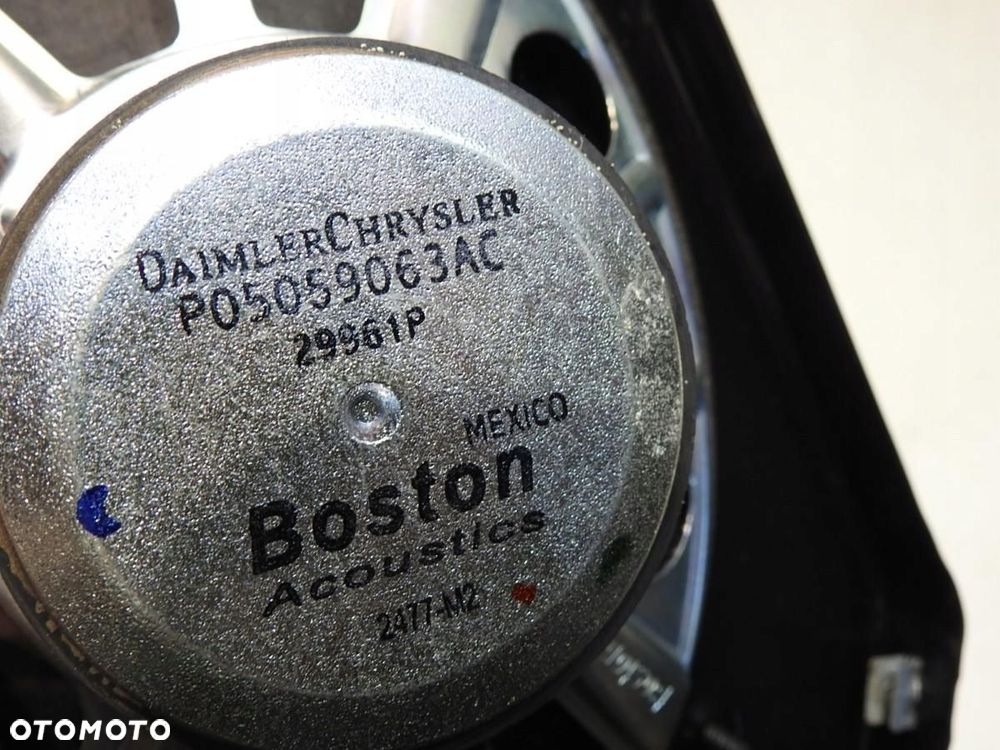 DAIMLERCHRYSLER
P05059063AC
29961P
MEXICO
Boston
Acoustics
2477-M2
OTOMOTO